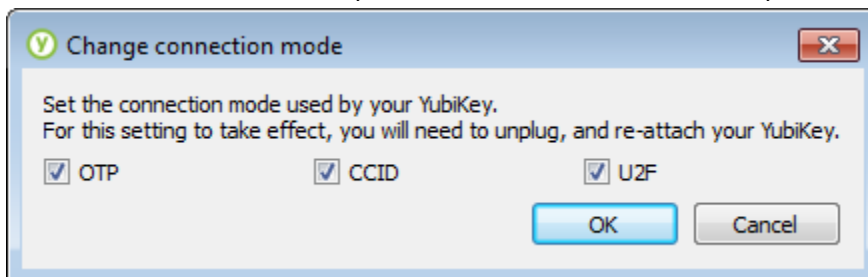 Change connection mode
Set the connection mode used by your YubiKey.
For this setting to take effect, you will need to unplug, and re-attach your YubiKey.
OTP CCID U2F
OK Cancel